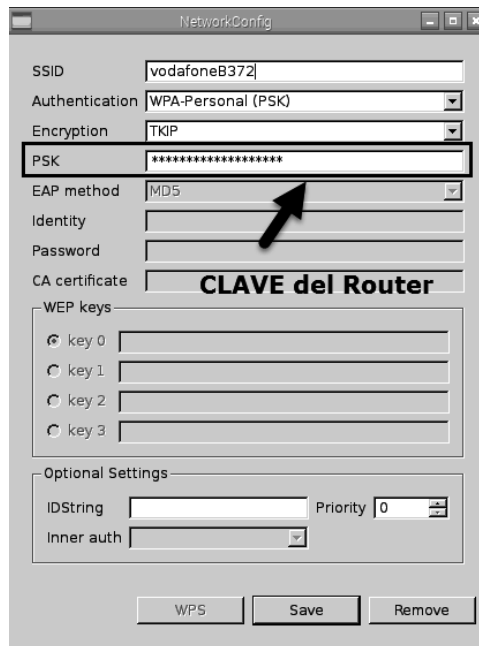 NetworkConfig
SSID vodafoneB372
Authentication WPA-Personal (PSK)
Encryption TKIP
PSK *******************
EAP method MD5
Identity
Password
CA certificate
CLAVE del Router
WEP keys
key 0
key 1
key 2
key 3
Optional Settings
IDString Priority 0
Inner auth
WPS Save Remove